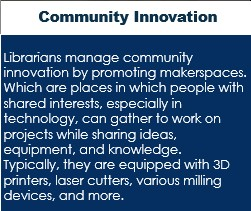 Community Innovation
Librarians manage community
innovation by promoting makerspaces.
Which are places in which people with
shared interests, especially in
technology, can gather to work on
projects while sharing ideas,
equipment, and knowledge.
Typically, they are equipped with 3D
printers, laser cutters, various milling
devices, and more.